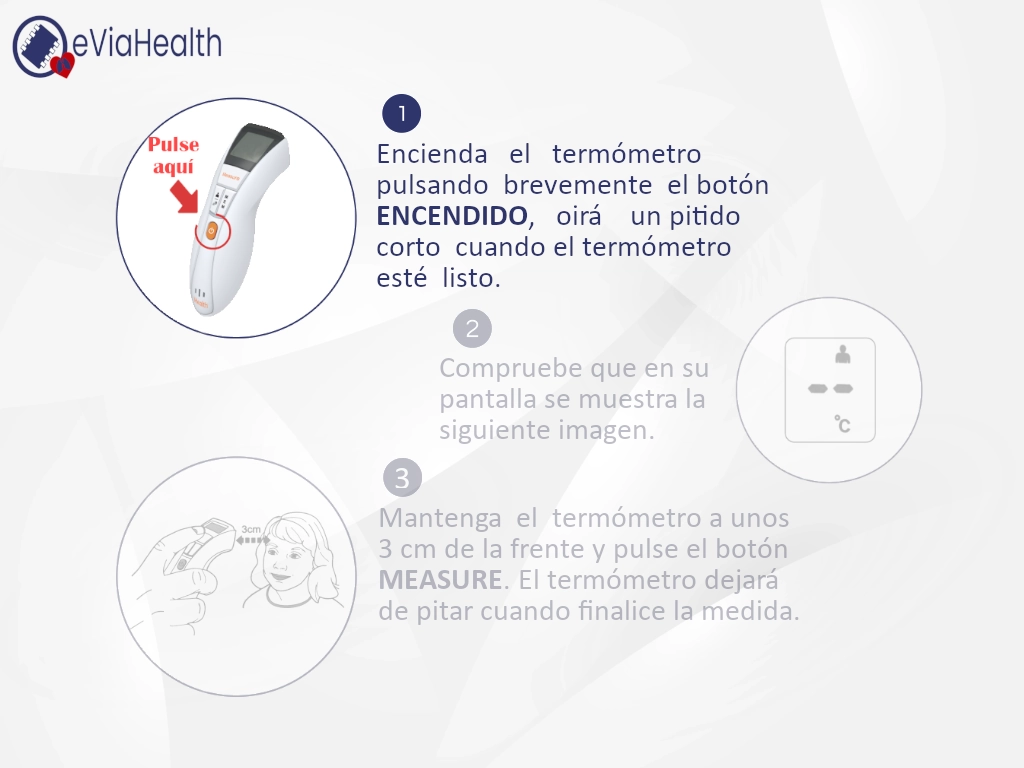 eViaHealth
Pulse
aquí
1
Encienda el termómetro
pulsando brevemente el botón
ENCENDIDO, oirá un pitido
corto cuando el termómetro
esté listo.
2
Compruebe que en su
pantalla se muestra la
siguiente imagen.
°C
3
Mantenga el termómetro a unos
3 cm de la frente y pulse el botón
MEASURE. El termómetro dejará
de pitar cuando finalice la medida.
3cm